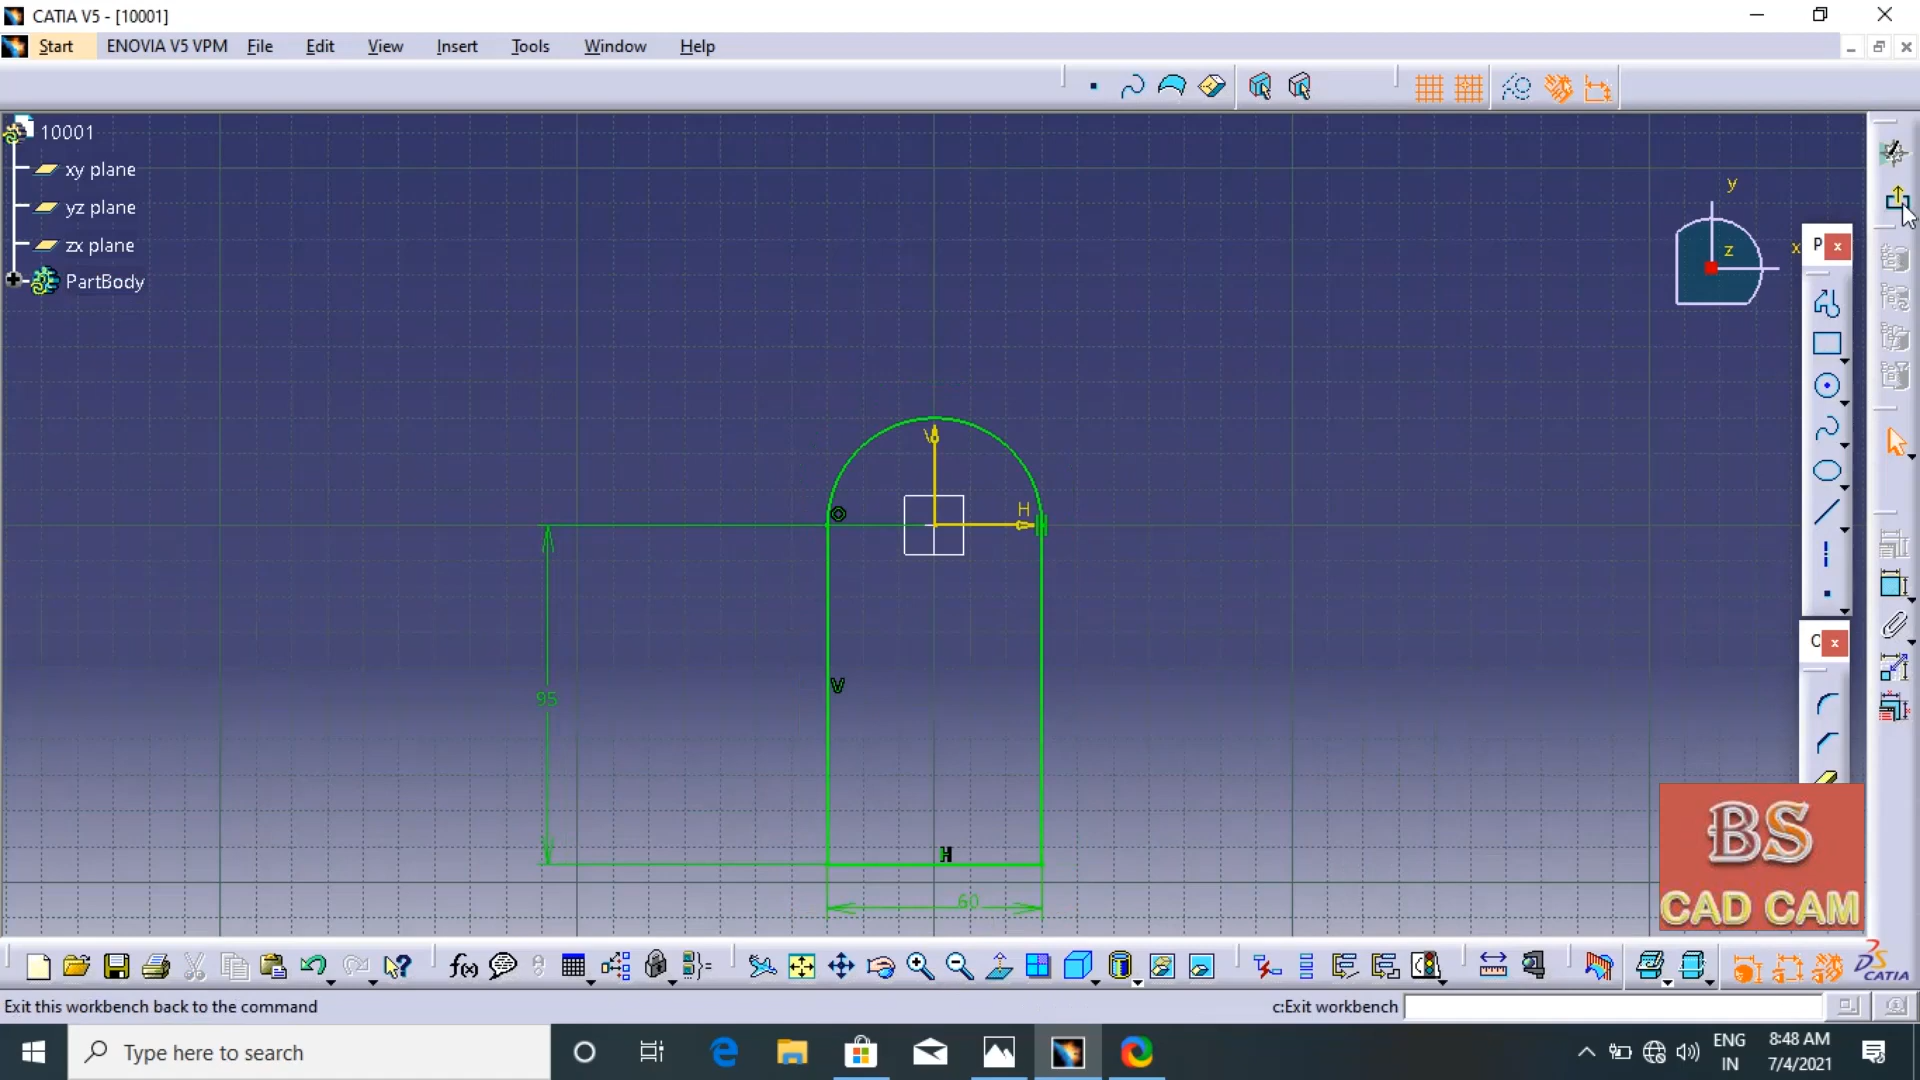 CATIA V5 - [10001]
Start ENOVIA V5 VPM File Edit View Insert Tools Window Help
10001
xy plane
yz plane
zx plane
PartBody
y
x
z
P
V
H
V
95
H
60
BS
CAD CAM
f(x)
DS
CATIA
Exit this workbench back to the command
c:Exit workbench
Type here to search
ENG
IN
8:48 AM
7/4/2021